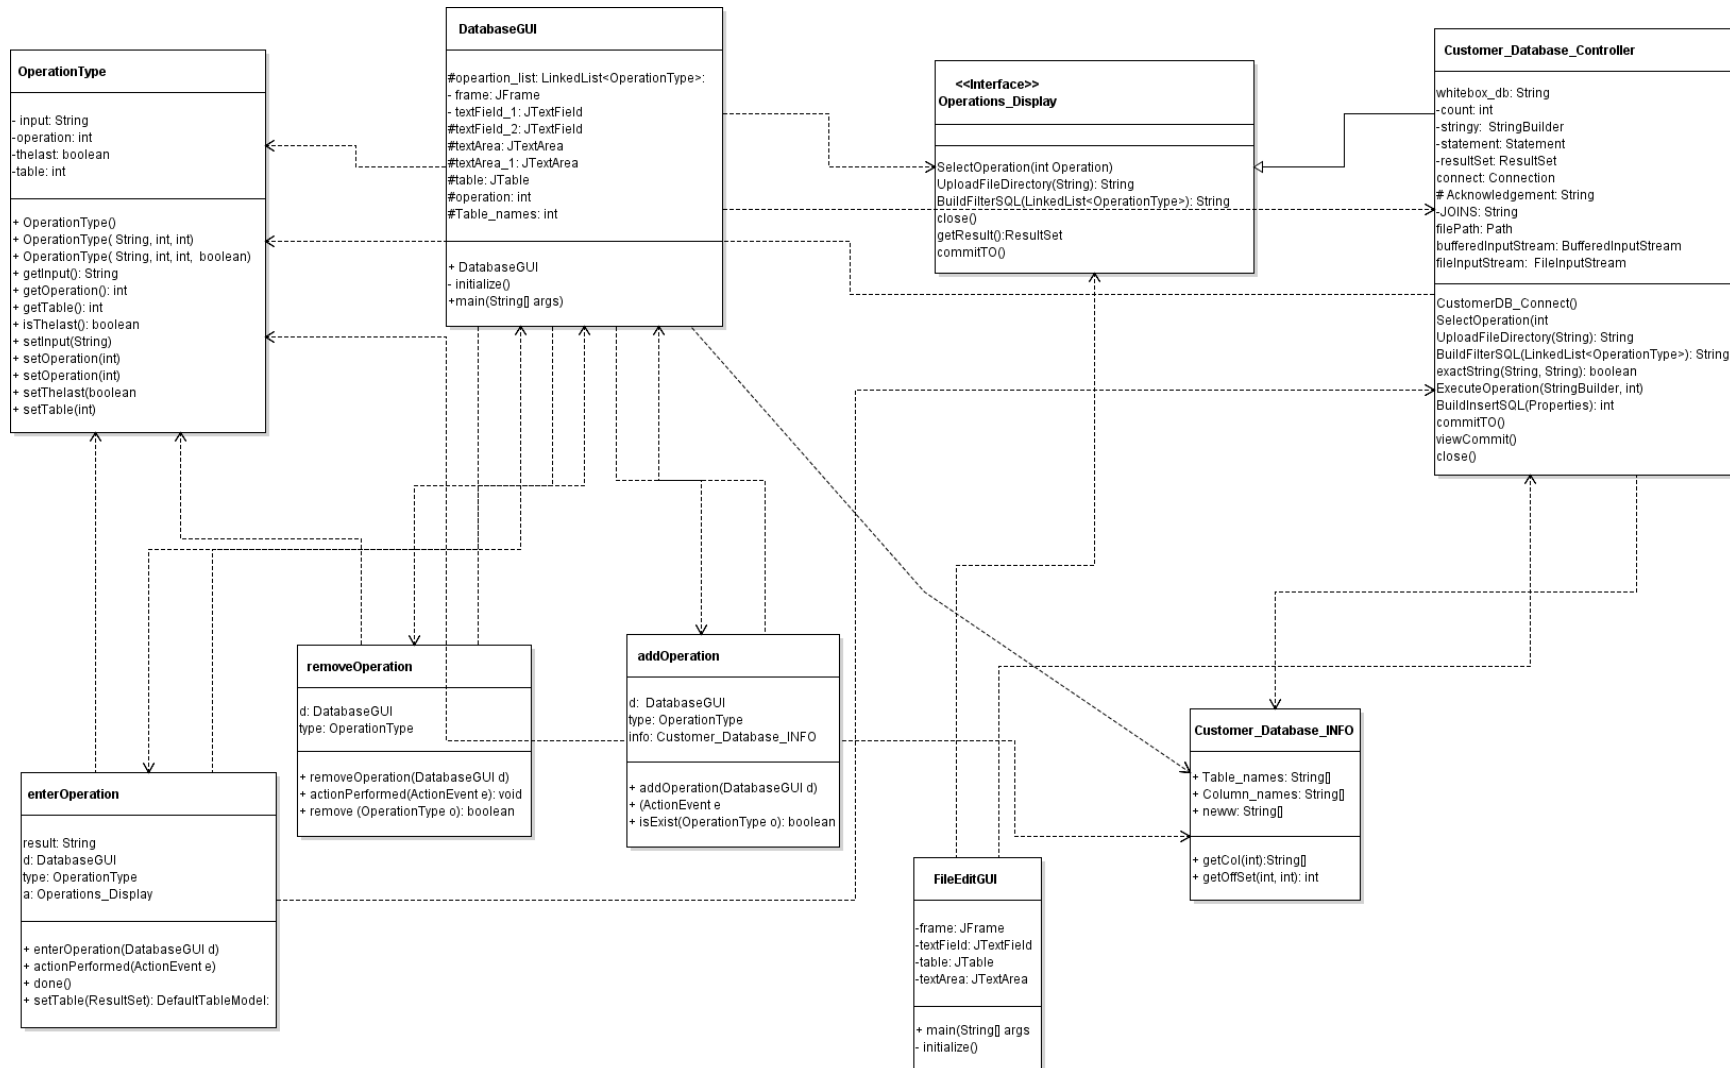 OperationType
- input: String
-operation: int
-thelast: boolean
-table: int
+ OperationType()
+ OperationType( String, int, int)
+ OperationType( String, int, int,  boolean)
+ getInput(): String
+ getOperation(): int
+ getTable(): int
+ isThelast(): boolean
+ setInput(String)
+ setOperation(int)
+ setOperation(int)
+ setThelast(boolean
+ setTable(int)
DatabaseGUI
#opeartion_list: LinkedList<OperationType>:
- frame: JFrame
- textField_1: JTextField
#textField_2: JTextField
#textArea: JTextArea
#textArea_1: JTextArea
#table: JTable
#operation: int
#Table_names: int
+ DatabaseGUI
- initialize()
+main(String[] args)
<<Interface>>
Operations_Display
SelectOperation(int Operation)
UploadFileDirectory(String): String
BuildFilterSQL(LinkedList<OperationType>): String
close()
getResult():ResultSet
commitTO()
Customer_Database_Controller
whitebox_db: String
-count: int
-stringy:  StringBuilder
-statement: Statement
-resultSet: ResultSet
connect: Connection
# Acknowledgement: String
-JOINS: String
filePath: Path
bufferedInputStream: BufferedInputStream
fileInputStream:  FileInputStream
CustomerDB_Connect()
SelectOperation(int
UploadFileDirectory(String): String
BuildFilterSQL(LinkedList<OperationType>): String
exactString(String, String): boolean
ExecuteOperation(StringBuilder, int)
BuildInsertSQL(Properties): int
commitTO()
viewCommit()
close()
removeOperation
d: DatabaseGUI
type: OperationType
+ removeOperation(DatabaseGUI d)
+ actionPerformed(ActionEvent e): void
+ remove (OperationType o): boolean
addOperation
d:  DatabaseGUI
type: OperationType
info: Customer_Database_INFO
+ addOperation(DatabaseGUI d)
+ (ActionEvent e
+ isExist(OperationType o): boolean
Customer_Database_INFO
+ Table_names: String[]
+ Column_names: String[]
+ neww: String[]
+ getCol(int):String[]
+ getOffSet(int, int): int
enterOperation
result: String
d: DatabaseGUI
type: OperationType
a: Operations_Display
+ enterOperation(DatabaseGUI d)
+ actionPerformed(ActionEvent e)
+ done()
+ setTable(ResultSet): DefaultTableModel:
FileEditGUI
-frame: JFrame
-textField: JTextField
-table: JTable
-textArea: JTextArea
+ main(String[] args
- initialize()